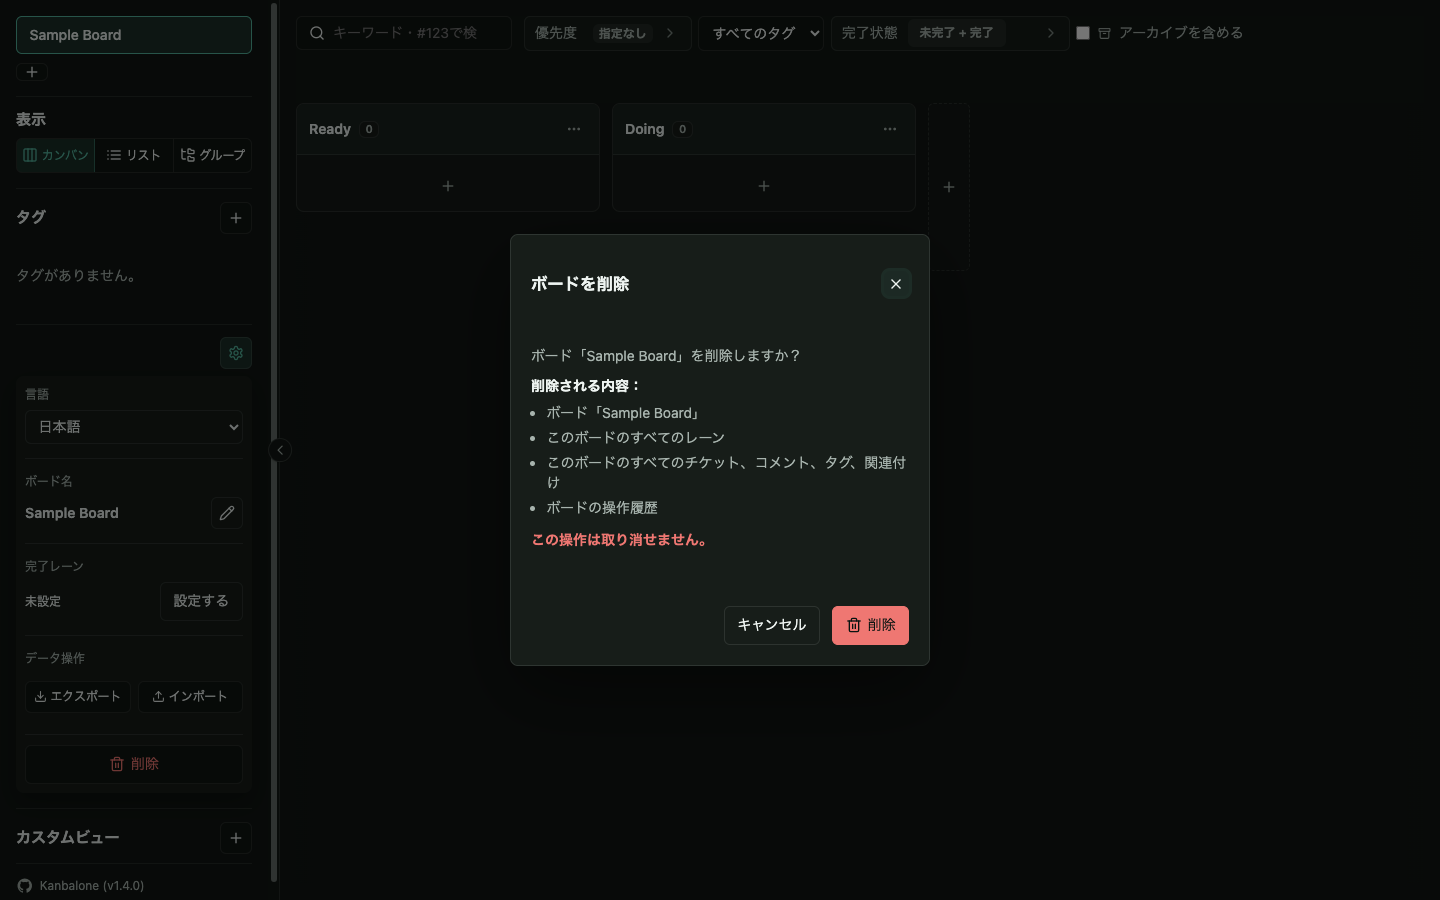 Sample Board
表示
カンバン
リスト
グループ
タグ
タグがありません。
言語
日本語
ボード名
Sample Board
完了レーン
未設定
設定する
データ操作
エクスポート
インポート
削除
カスタムビュー
Kanbalone (v1.4.0)
キーワード・#123で検
優先度
指定なし
すべてのタグ
完了状態
未完了 + 完了
アーカイブを含める
Ready 0
Doing 0
ボードを削除
ボード「Sample Board」を削除しますか？
削除される内容：
ボード「Sample Board」
このボードのすべてのレーン
このボードのすべてのチケット、コメント、タグ、関連付
け
ボードの操作履歴
この操作は取り消せません。
キャンセル
削除